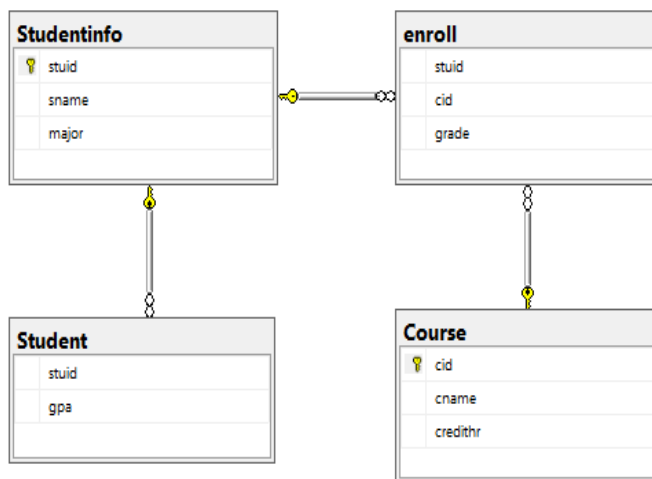 Studentinfo
stuid
sname
major
enroll
stuid
cid
grade
Student
stuid
gpa
Course
cid
cname
credithr